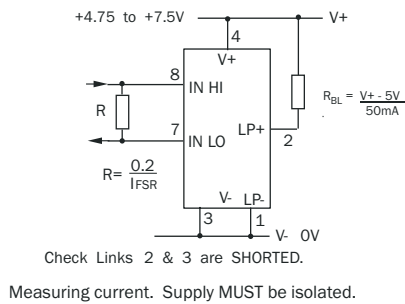 +4.75 to +7.5V
V+
4
V+
8
IN HI
R
7
IN LO
LP+
2
RBL = V+ - 5V / 50mA
R= 0.2 / IFSR
V- LP-
3
1
V- 0V
Check Links 2 & 3 are SHORTED.
Measuring current. Supply MUST be isolated.